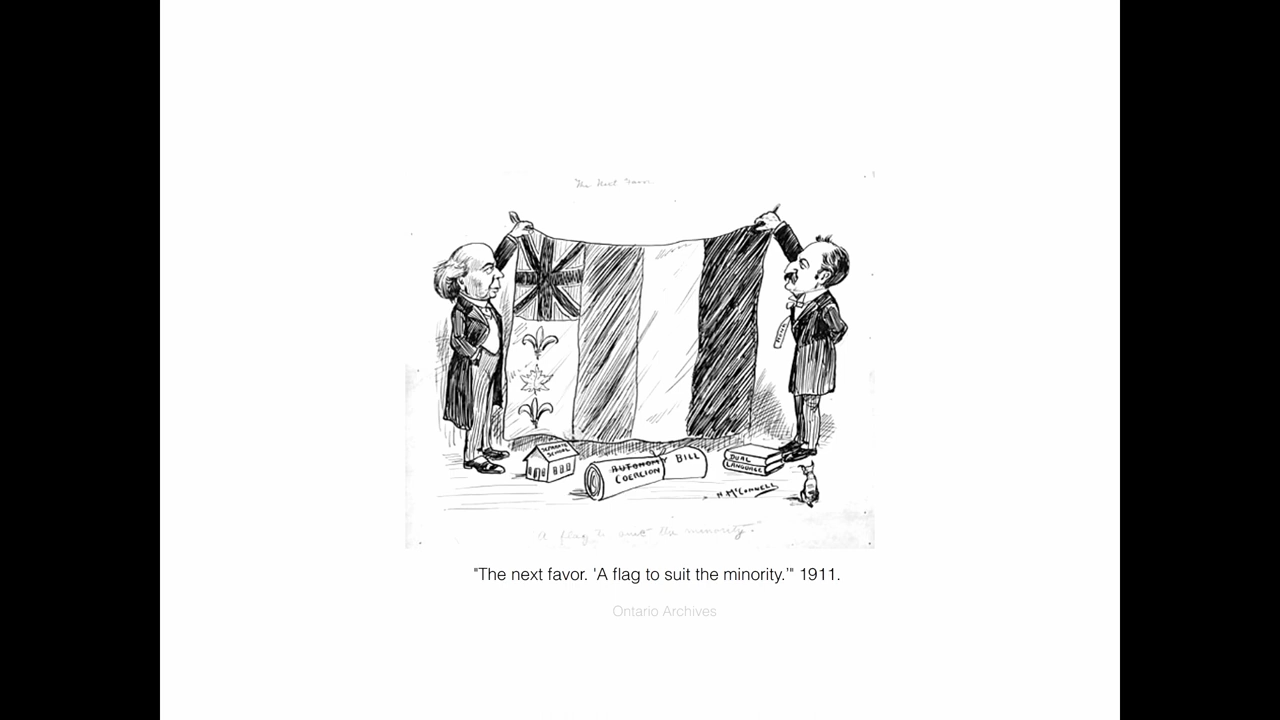 The Next Favor.
SEPARATE
SCHOOL
AUTONOMY BILL
COERCION
DUAL
LANGUAGE
N. McCONNELL
"A flag to suit the minority."
"The next favor. 'A flag to suit the minority.'" 1911.
Ontario Archives